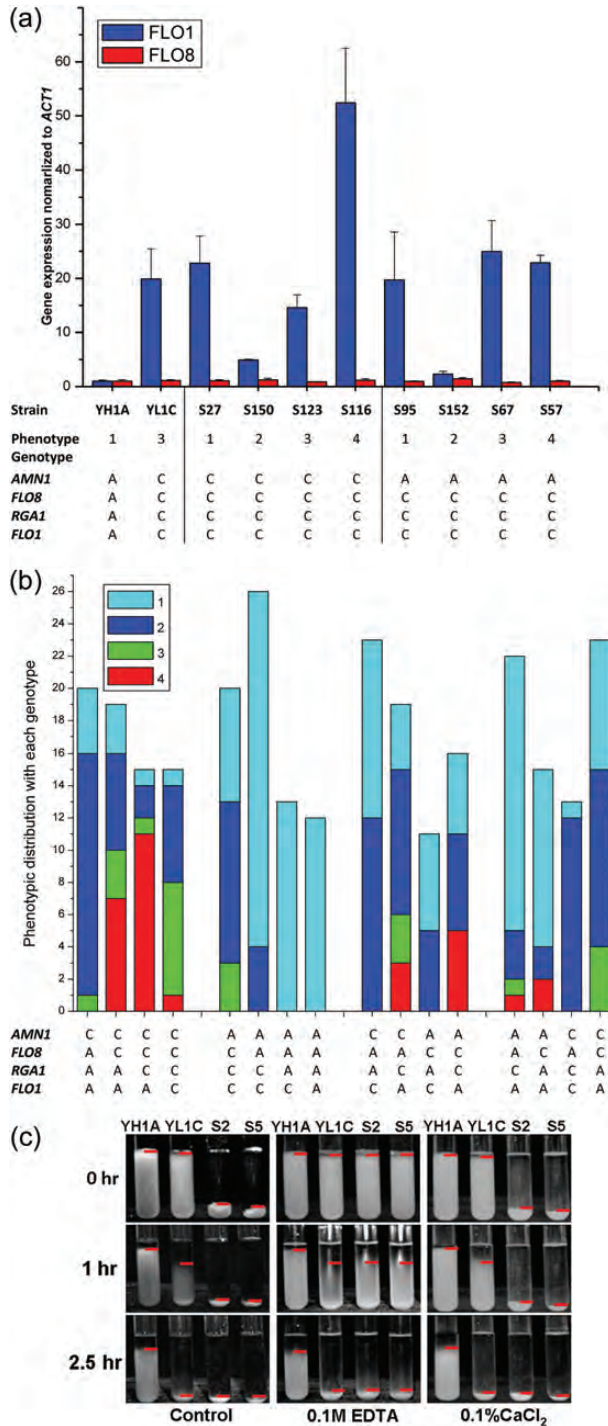 (a)
FLO1
FLO8
Gene expression nomarlized to ACT1
60
50
40
30
20
10
0
Strain YH1A YL1C S27 S150 S123 S116 S95 S152 S67 S57
Phenotype 1 3 1 2 3 4 1 2 3 4
Genotype
AMN1 A C C C C C A A A A
FLO8 A C C C C C C C C C
RGA1 A C C C C C C C C C
FLO1 A C C C C C C C C C
(b)
1
2
3
4
Phenotypic distribution with each genotype
26
24
22
20
18
16
14
12
10
8
6
4
2
0
AMN1 C C C C A A A A C C A A A A C C
FLO8 A A C C C A A A A A C C A C A C
RGA1 A C C C C C A A A C A C C A C A
FLO1 A A A C C C C A C A C A A A C A
(c)
YH1A YL1C S2 S5 YH1A YL1C S2 S5 YH1A YL1C S2 S5
0 hr
1 hr
2.5 hr
Control 0.1M EDTA 0.1%CaCl2